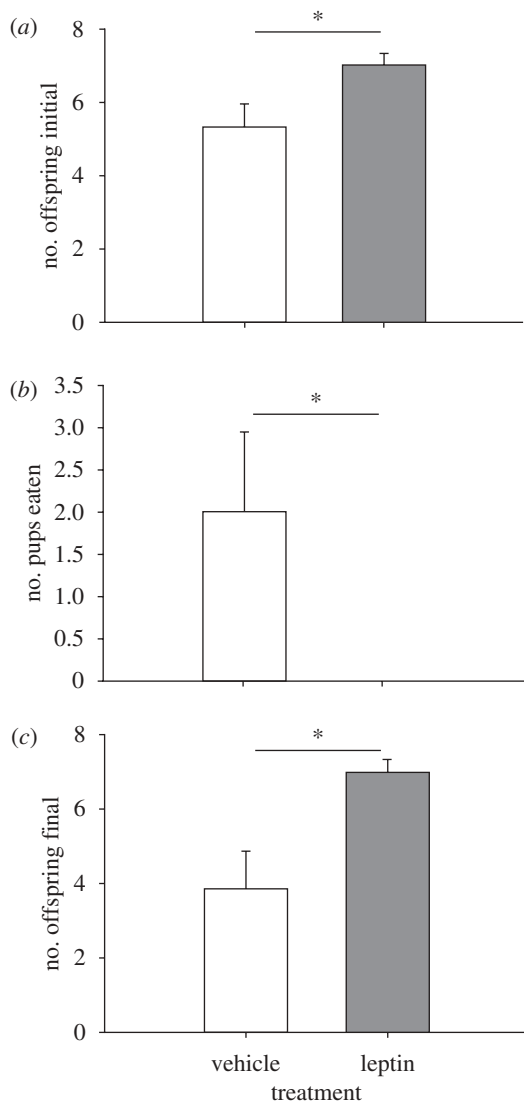 (a)
*
8
6
4
2
0
no. offspring initial
(b)
*
3.5
3.0
2.5
2.0
1.5
1.0
0.5
0
no. pups eaten
(c)
*
8
6
4
2
0
no. offspring final
vehicle leptin
treatment